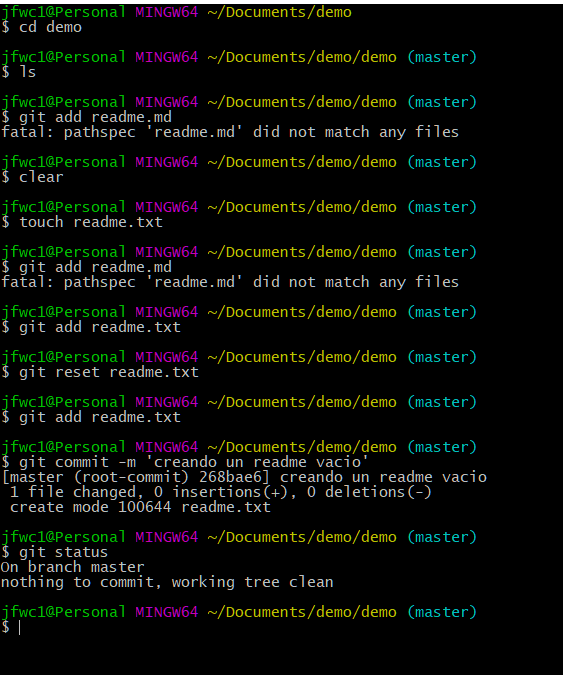 jfwc1@Personal MINGW64 ~/Documents/demo
$ cd demo
jfwc1@Personal MINGW64 ~/Documents/demo/demo (master)
$ ls
jfwc1@Personal MINGW64 ~/Documents/demo/demo (master)
$ git add readme.md
fatal: pathspec 'readme.md' did not match any files
jfwc1@Personal MINGW64 ~/Documents/demo/demo (master)
$ clear
jfwc1@Personal MINGW64 ~/Documents/demo/demo (master)
$ touch readme.txt
jfwc1@Personal MINGW64 ~/Documents/demo/demo (master)
$ git add readme.md
fatal: pathspec 'readme.md' did not match any files
jfwc1@Personal MINGW64 ~/Documents/demo/demo (master)
$ git add readme.txt
jfwc1@Personal MINGW64 ~/Documents/demo/demo (master)
$ git reset readme.txt
jfwc1@Personal MINGW64 ~/Documents/demo/demo (master)
$ git add readme.txt
jfwc1@Personal MINGW64 ~/Documents/demo/demo (master)
$ git commit -m 'creando un readme vacio'
[master (root-commit) 268bae6] creando un readme vacio
 1 file changed, 0 insertions(+), 0 deletions(-)
 create mode 100644 readme.txt
jfwc1@Personal MINGW64 ~/Documents/demo/demo (master)
$ git status
On branch master
nothing to commit, working tree clean
jfwc1@Personal MINGW64 ~/Documents/demo/demo (master)
$